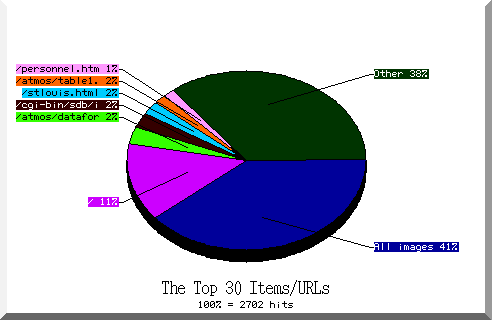 /personnel.htm 1%
/atmos/table1. 2%
/stlouis.html 2%
/cgi-bin/sdb/i 2%
/atmos/datafor 2%
/ 11%
Other 38%
All images 41%
The Top 30 Items/URLs
100% = 2702 hits